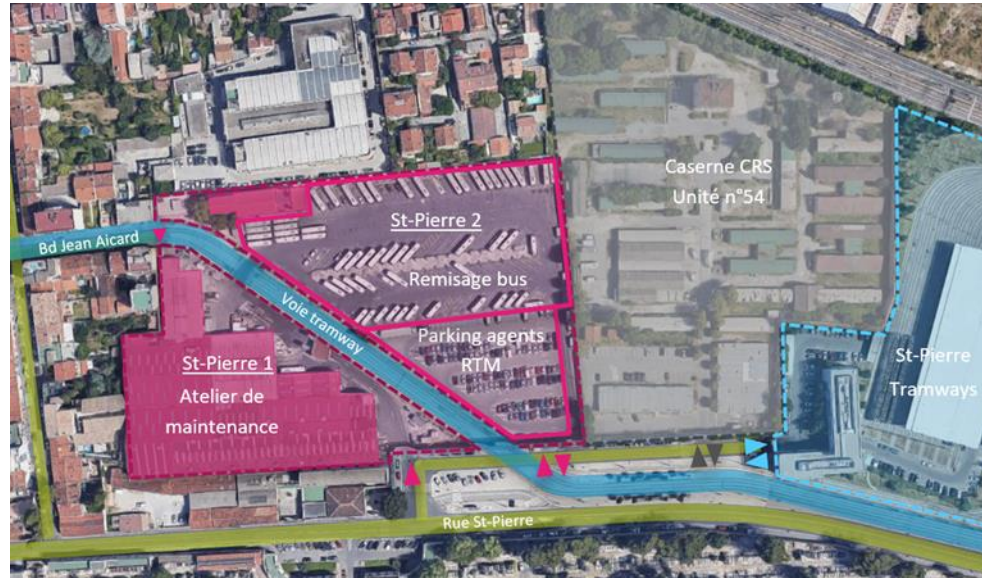 Caserne CRS
Unité n°54
St-Pierre 2
Bd Jean Aicard
Remisage bus
Voie tramway
Parking agents
RTM
St-Pierre 1
Atelier de
maintenance
St-Pierre
Tramways
Rue St-Pierre